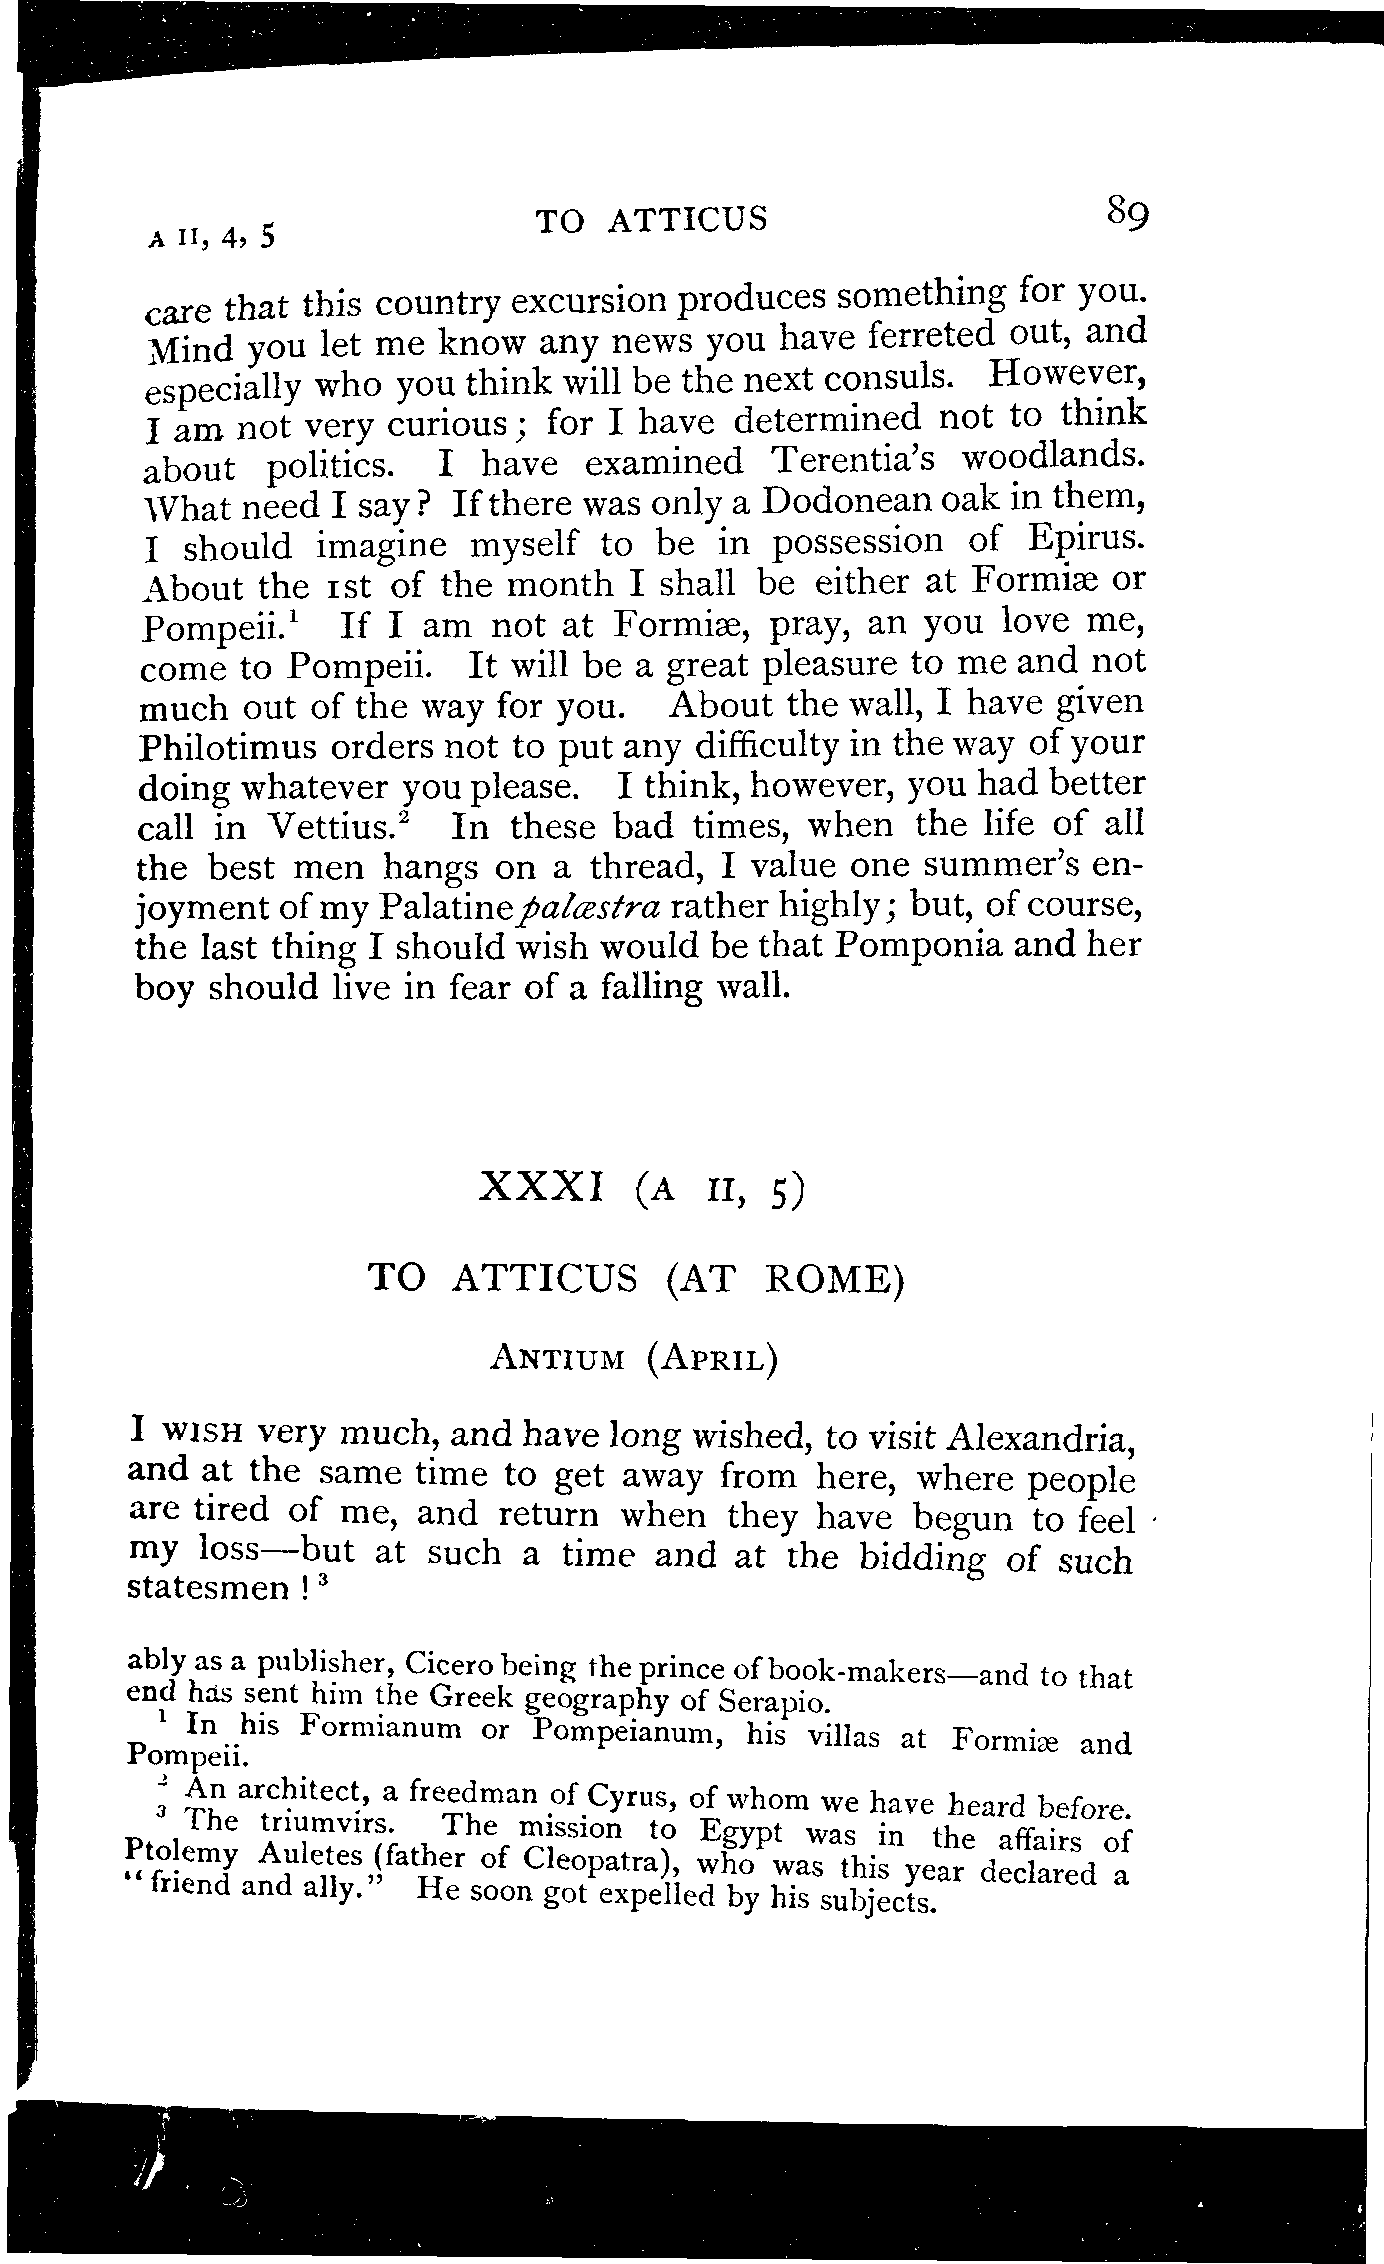 A II, 4, 5 TO ATTICUS 89
care that this country excursion produces something for you.
Mind you let me know any news you have ferreted out, and
especially who you think will be the next consuls. However,
I am not very curious; for I have determined not to think
about politics. I have examined Terentia's woodlands.
What need I say? If there was only a Dodonean oak in them,
I should imagine myself to be in possession of Epirus.
About the 1st of the month I shall be either at Formiæ or
Pompeii.¹ If I am not at Formiæ, pray, an you love me,
come to Pompeii. It will be a great pleasure to me and not
much out of the way for you. About the wall, I have given
Philotimus orders not to put any difficulty in the way of your
doing whatever you please. I think, however, you had better
call in Vettius.² In these bad times, when the life of all
the best men hangs on a thread, I value one summer's en-
joyment of my Palatine palæstra rather highly; but, of course,
the last thing I should wish would be that Pomponia and her
boy should live in fear of a falling wall.
XXXI (A II, 5)
TO ATTICUS (AT ROME)
ANTIUM (APRIL)
I WISH very much, and have long wished, to visit Alexandria,
and at the same time to get away from here, where people
are tired of me, and return when they have begun to feel
my loss—but at such a time and at the bidding of such
statesmen!³
ably as a publisher, Cicero being the prince of book-makers—and to that
end has sent him the Greek geography of Serapio.
¹ In his Formianum or Pompeianum, his villas at Formiæ and
Pompeii.
² An architect, a freedman of Cyrus, of whom we have heard before.
³ The triumvirs. The mission to Egypt was in the affairs of
Ptolemy Auletes (father of Cleopatra), who was this year declared a
"friend and ally." He soon got expelled by his subjects.